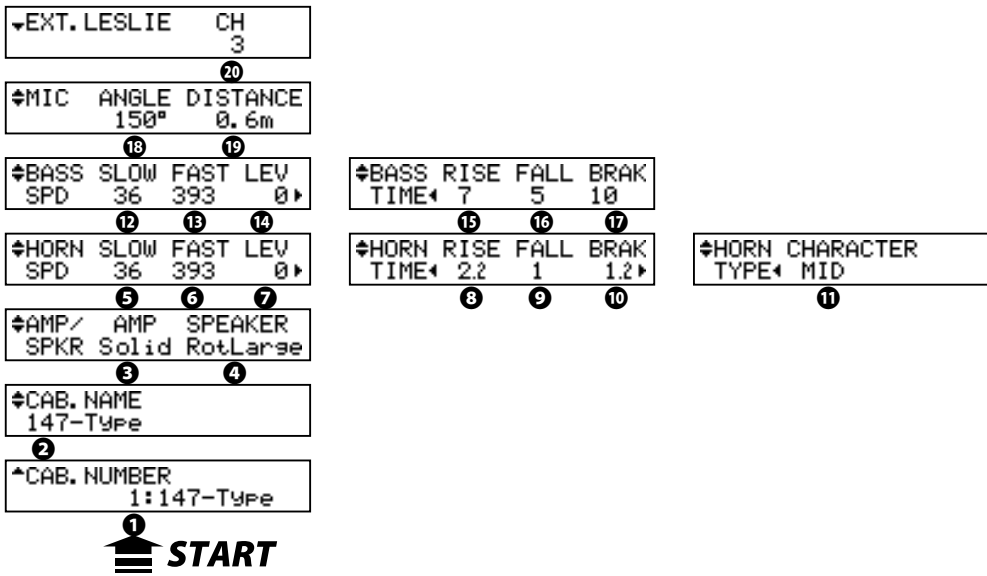 EXT. LESLIE CH
3
⑳
MIC ANGLE DISTANCE
150° 0.6m
⑱ ⑲
BASS SLOW FAST LEV
SPD 36 393 0
⑫ ⑬ ⑭
BASS RISE FALL BRAK
TIME 7 5 10
⑮ ⑯ ⑰
HORN SLOW FAST LEV
SPD 36 393 0
❺ ❻ ❼
HORN RISE FALL BRAK
TIME 2.2 1 1.2
❽ ❾ ❿
HORN CHARACTER
TYPE MID
⓫
AMP/ AMP SPEAKER
SPKR Solid RotLarge
❸ ❹
CAB. NAME
147-Type
❷
CAB. NUMBER
1:147-Type
❶
START